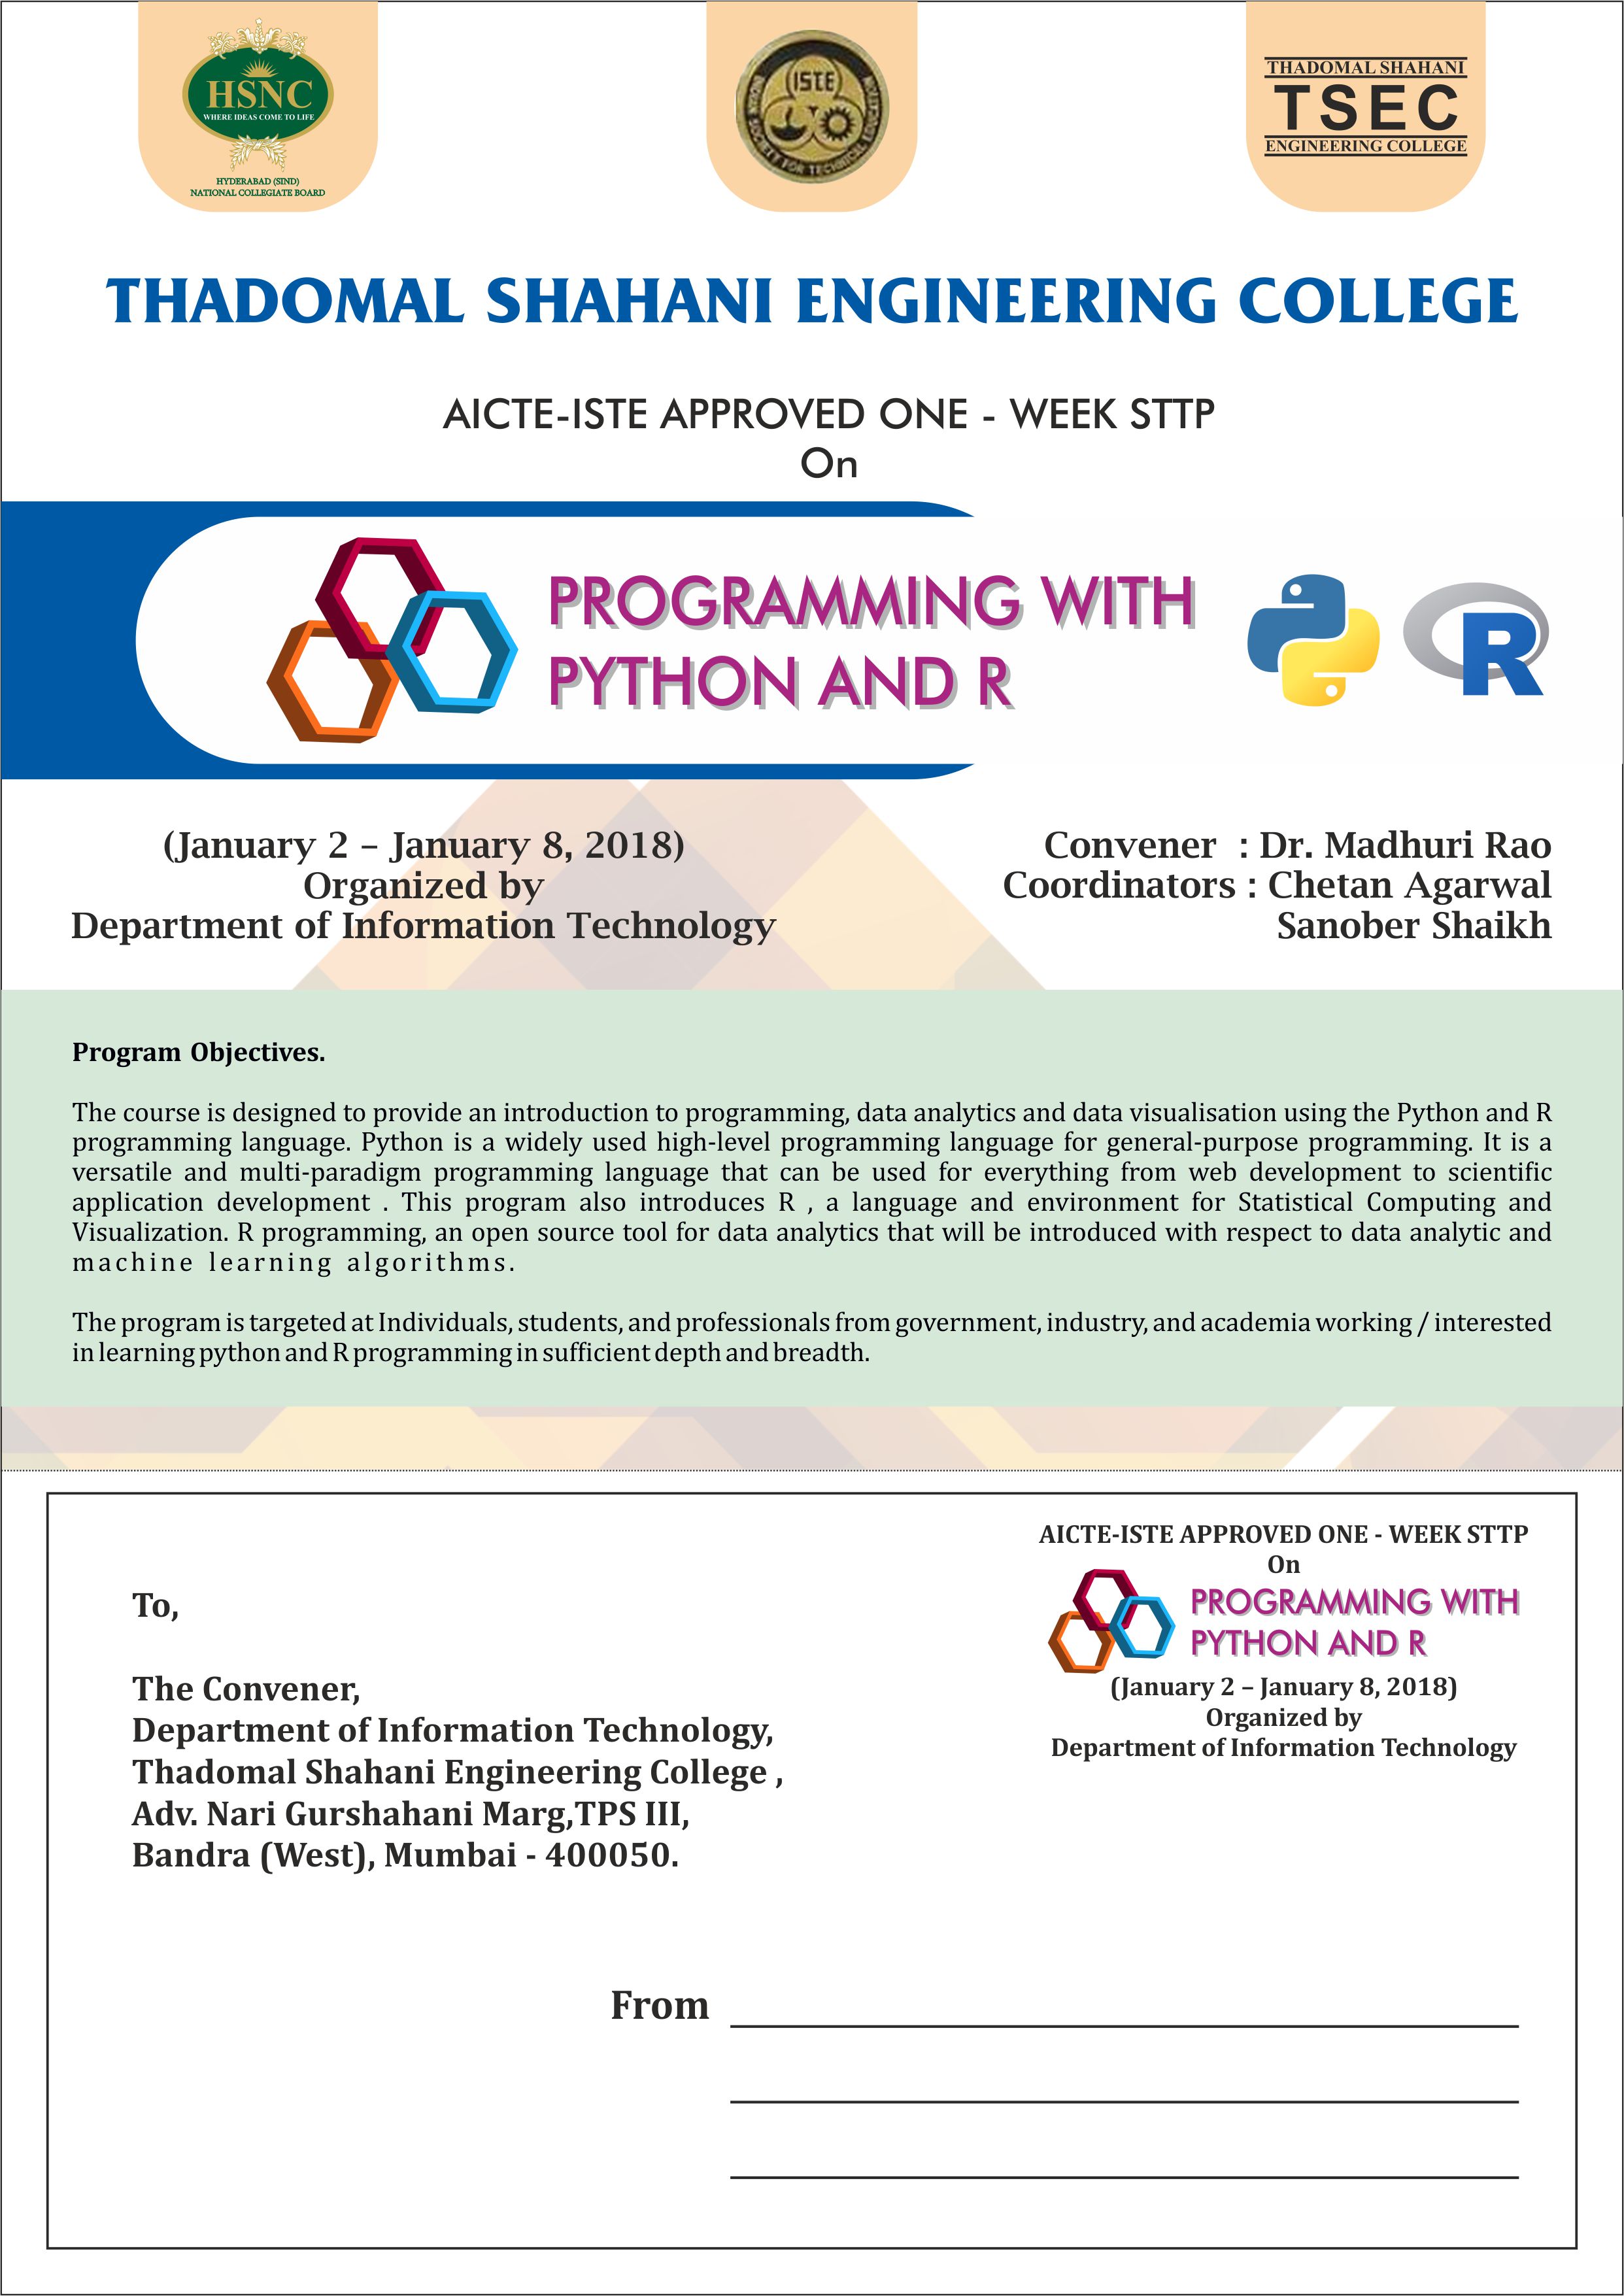 HSNC
WHERE IDEAS COME TO LIFE
HYDERABAD (SIND)
NATIONAL COLLEGIATE BOARD
ISTE
INDIAN SOCIETY FOR TECHNICAL EDUCATION
THADOMAL SHAHANI
TSEC
ENGINEERING COLLEGE
THADOMAL SHAHANI ENGINEERING COLLEGE
AICTE-ISTE APPROVED ONE - WEEK STTP
On
PROGRAMMING WITH
PYTHON AND R
R
(January 2 – January 8, 2018)
Organized by
Department of Information Technology
Convener : Dr. Madhuri Rao
Coordinators : Chetan Agarwal
Sanober Shaikh
Program Objectives.
The course is designed to provide an introduction to programming, data analytics and data visualisation using the Python and R
programming language. Python is a widely used high-level programming language for general-purpose programming. It is a
versatile and multi-paradigm programming language that can be used for everything from web development to scientific
application development . This program also introduces R , a language and environment for Statistical Computing and
Visualization. R programming, an open source tool for data analytics that will be introduced with respect to data analytic and
machine learning algorithms.
The program is targeted at Individuals, students, and professionals from government, industry, and academia working / interested
in learning python and R programming in sufficient depth and breadth.
AICTE-ISTE APPROVED ONE - WEEK STTP
On
PROGRAMMING WITH
PYTHON AND R
(January 2 – January 8, 2018)
Organized by
Department of Information Technology
To,
The Convener,
Department of Information Technology,
Thadomal Shahani Engineering College ,
Adv. Nari Gurshahani Marg,TPS III,
Bandra (West), Mumbai - 400050.
From